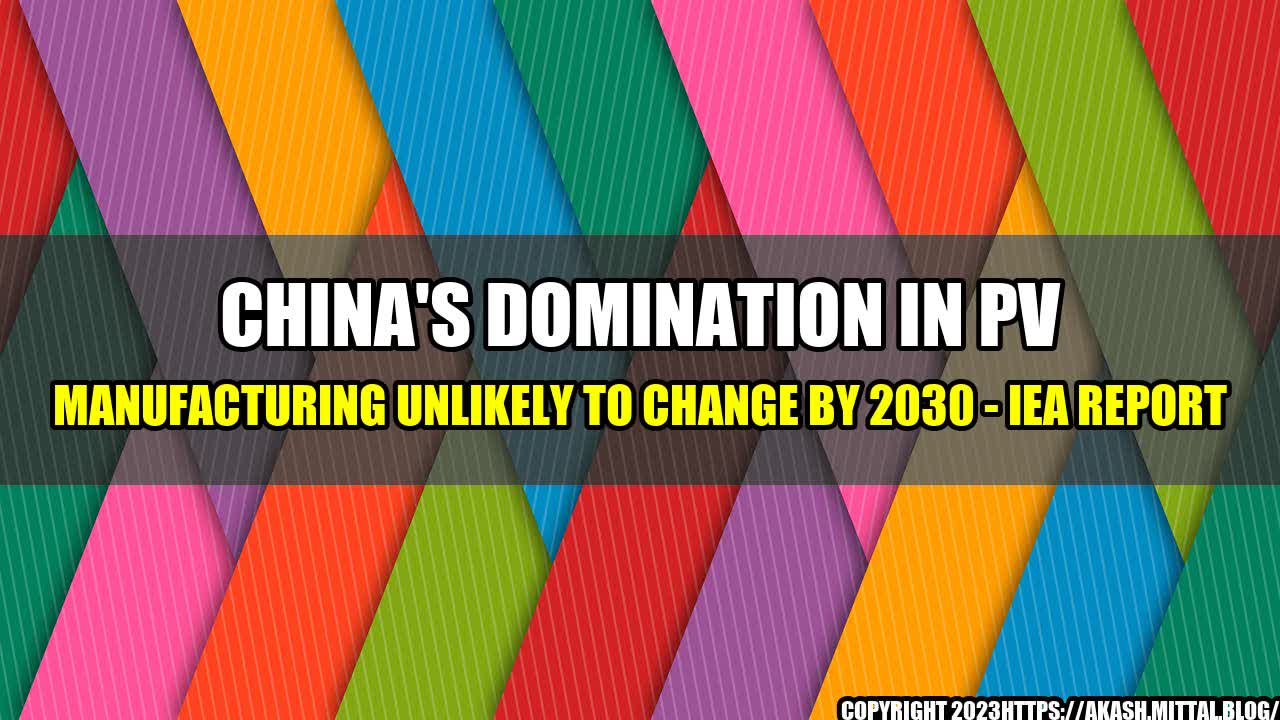 CHINA'S DOMINATION IN PV
MANUFACTURING UNLIKELY TO CHANGE BY 2030 - IEA REPORT
COPYRIGHT 2023HTTPS://AKASH.MITTAL.BLOG/